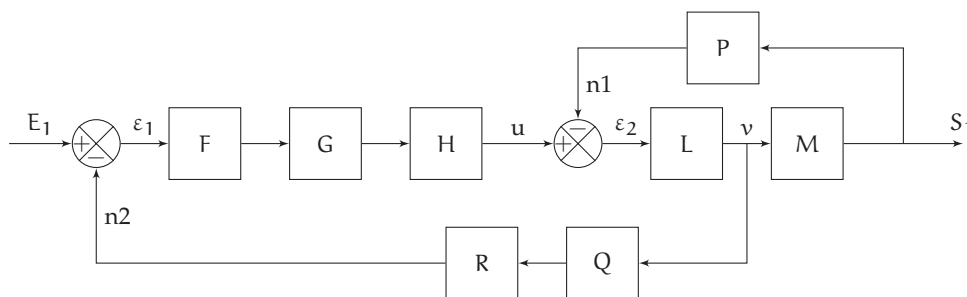 P
n1
E₁
+
−
ε₁
F
G
H
u
+
−
ε₂
L
v
M
n2
R
Q